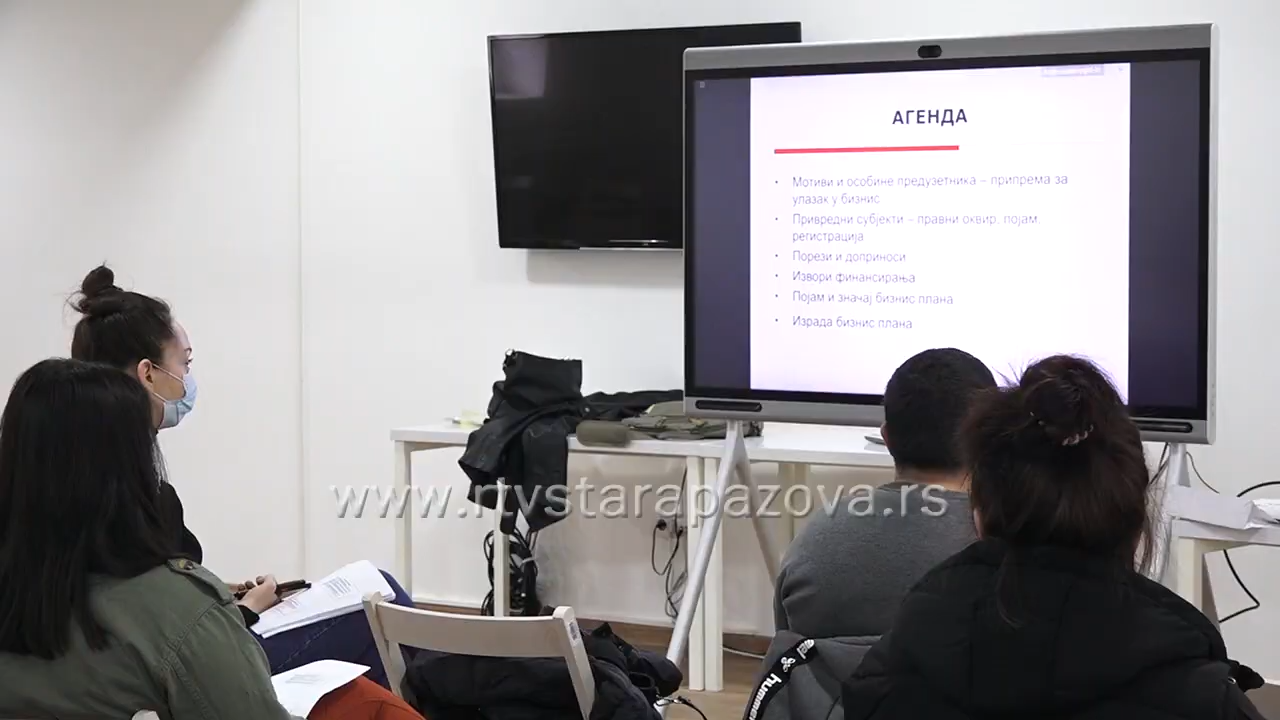 АГЕНДА
• Мотиви и особине предузетника – припрема за
улазак у бизнис
• Привредни субјекти – правни оквир, појам,
регистрација
• Порези и доприноси
• Извори финансирања
• Појам и значај бизнис плана
• Израда бизнис плана
www.rtvstarapazova.rs
hummel